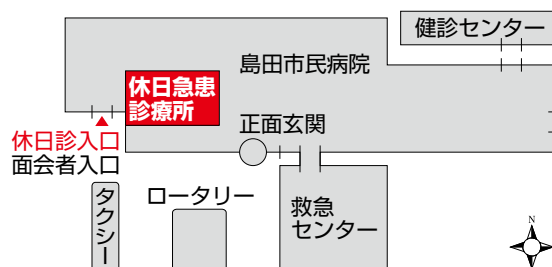 健診センター
島田市民病院
休日急患
診療所
休日診入口
面会者入口
正面玄関
タクシー
ロータリー
救急
センター
N